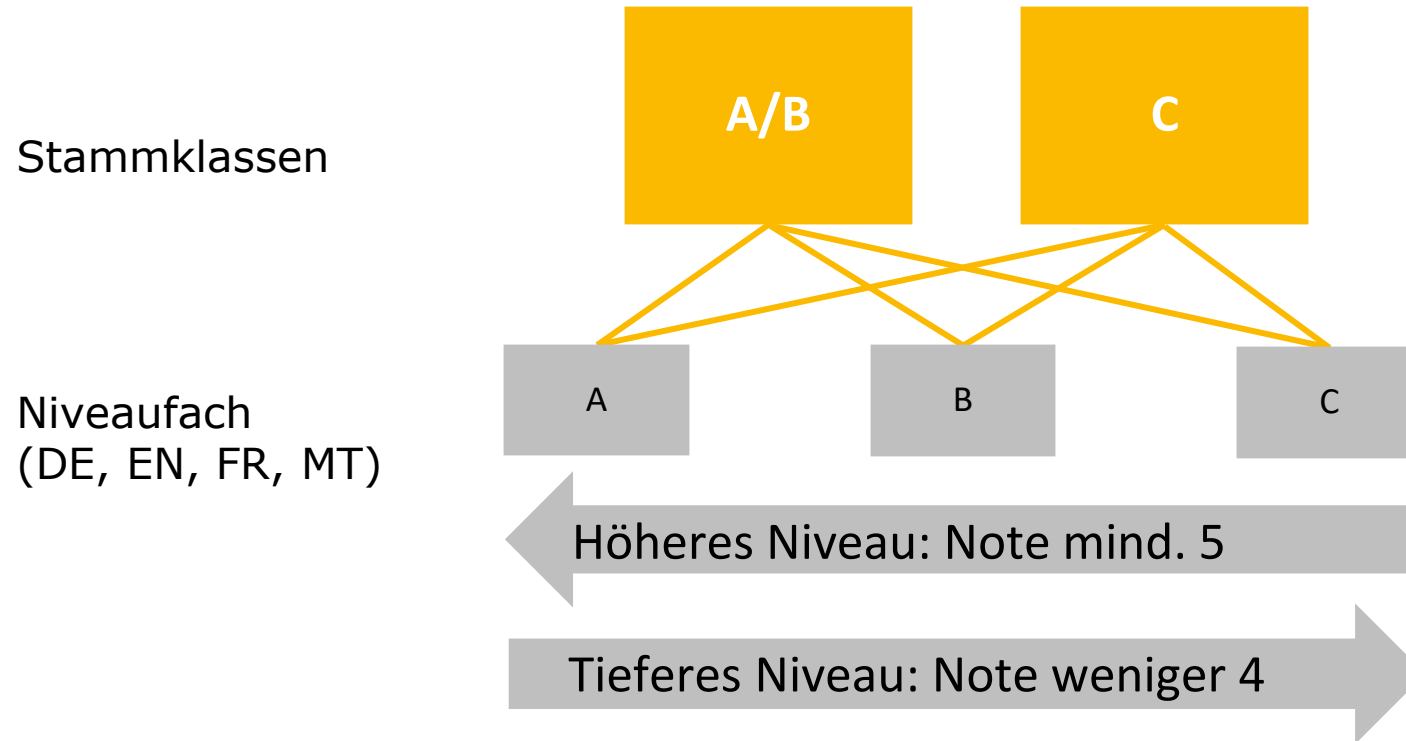 A/B
C
Stammklassen
A
B
C
Niveaufach
(DE, EN, FR, MT)
Höheres Niveau: Note mind. 5
Tieferes Niveau: Note weniger 4